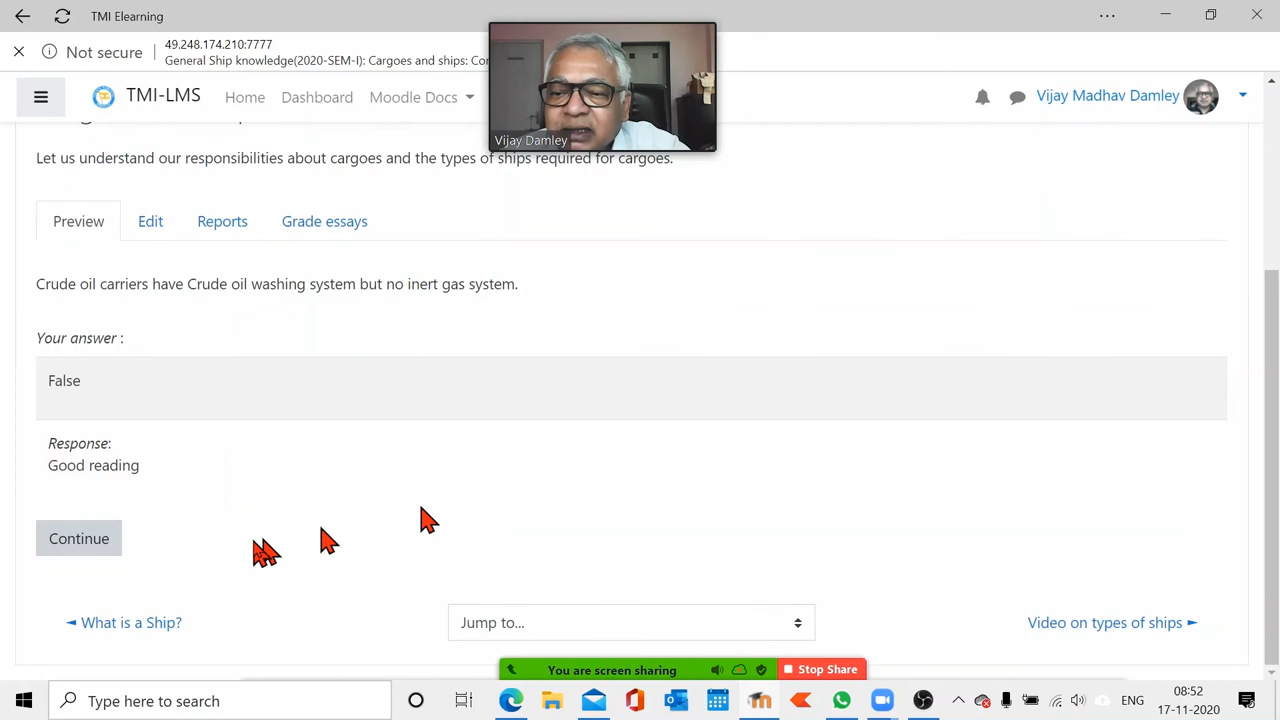 TMI Elearning
Not secure
49.248.174.210:7777
General Ship knowledge(2020-SEM-I): Cargoes and ships: Co
TMI-LMS Home Dashboard Moodle Docs
Vijay Madhav Damley
Vijay Damley
Let us understand our responsibilities about cargoes and the types of ships required for cargoes.
Preview Edit Reports Grade essays
Crude oil carriers have Crude oil washing system but no inert gas system.
Your answer :
False
Response:
Good reading
Continue
◄ What is a Ship? Jump to... Video on types of ships ►
You are screen sharing Stop Share
Type here to search
ENG
08:52
17-11-2020